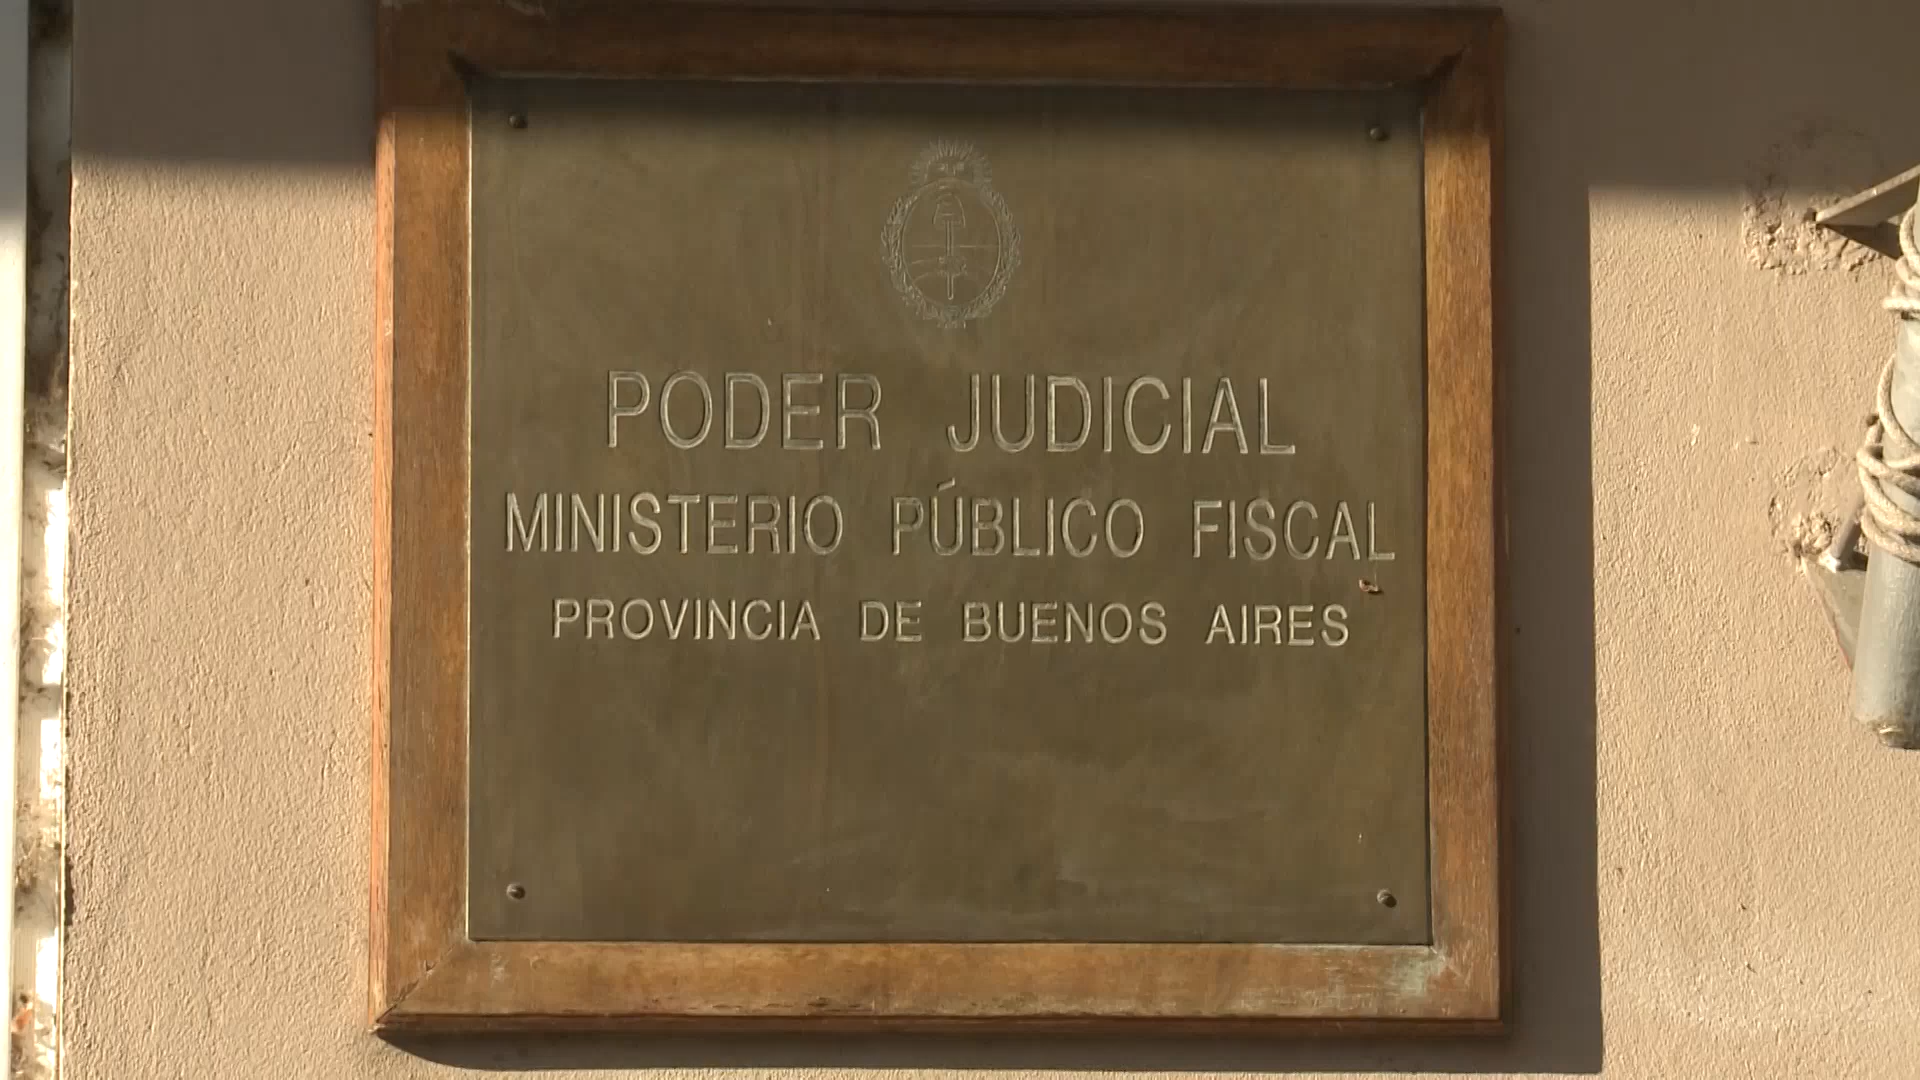 PODER JUDICIAL
MINISTERIO PÚBLICO FISCAL
PROVINCIA DE BUENOS AIRES